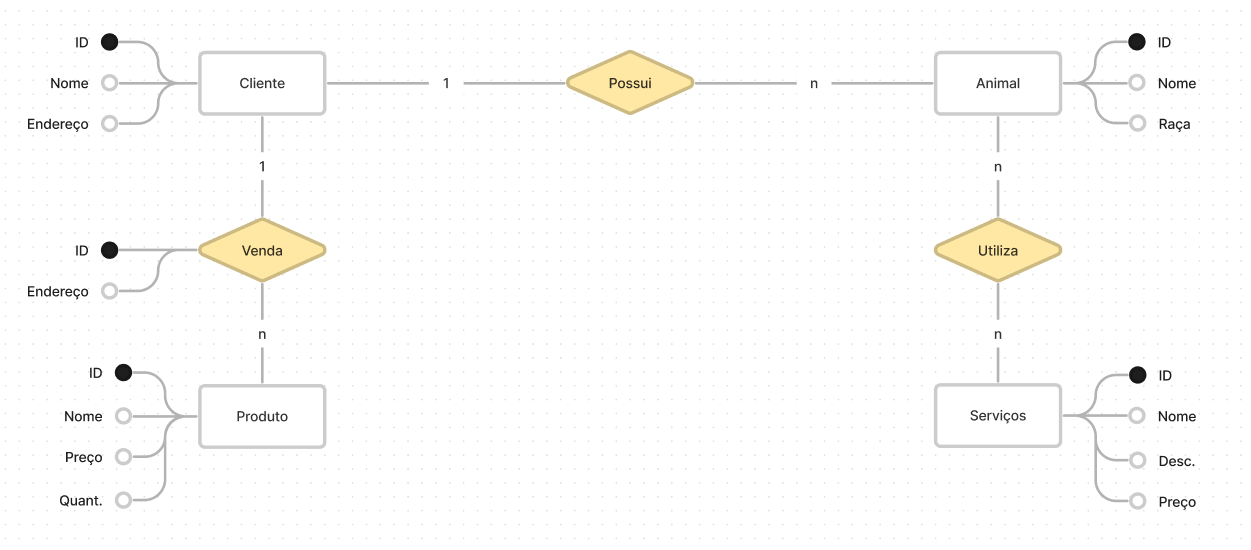 ID
Nome
Endereço
Cliente
1
Possui
n
Animal
ID
Nome
Raça
1
n
ID
Endereço
Venda
Utiliza
n
n
ID
Nome
Preço
Quant.
Produto
Serviços
ID
Nome
Desc.
Preço